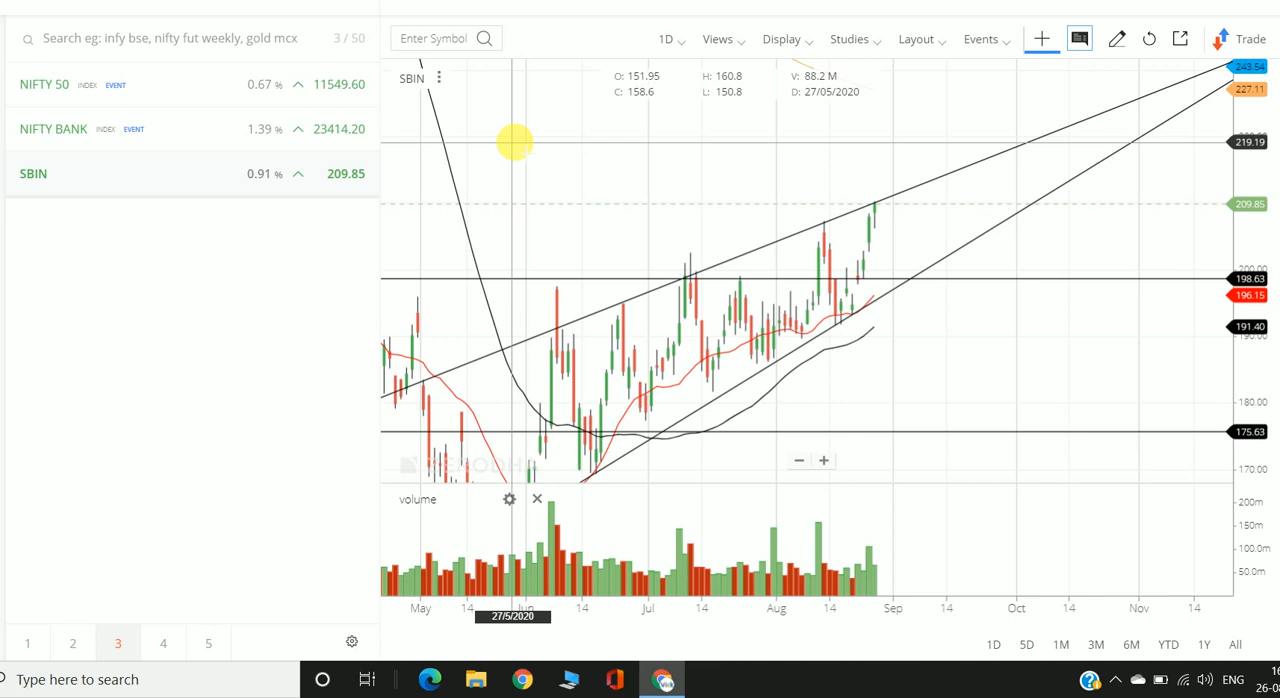 Search eg: infy bse, nifty fut weekly, gold mcx 3 / 50
NIFTY 50 INDEX EVENT 0.67 % 11549.60
NIFTY BANK INDEX EVENT 1.39 % 23414.20
SBIN 0.91 % 209.85
1 2 3 4 5
Enter Symbol 1D Views Display Studies Layout Events Trade
SBIN O: 151.95 H: 160.8 V: 88.2 M
C: 158.6 L: 150.8 D: 27/05/2020
243.54
227.11
219.19
209.85
200.00
198.63
196.15
191.40
190.00
180.00
175.63
170.00
ZERODHA
volume
200m
150m
100.0m
50.0m
May 14 Jun 14 Jul 14 Aug 14 Sep 14 Oct 14 Nov 14
27/5/2020
1D 5D 1M 3M 6M YTD 1Y All
Type here to search
ENG